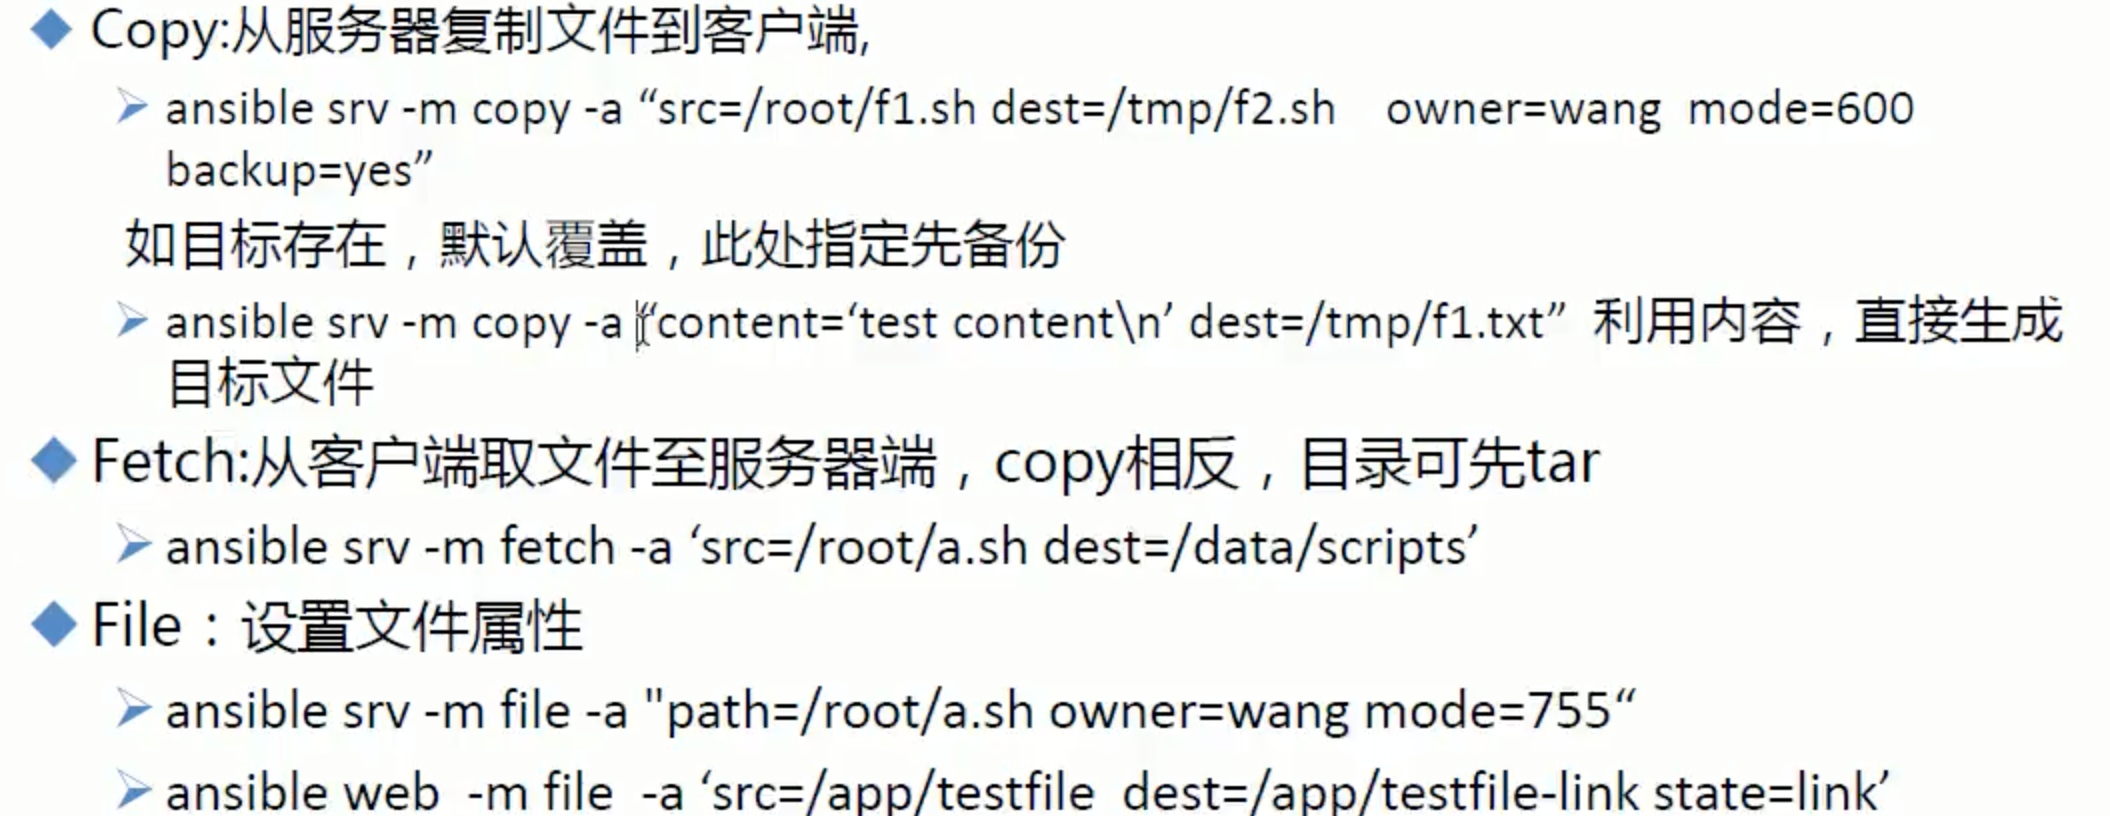 Copy:从服务器复制文件到客户端,
ansible srv -m copy -a “src=/root/f1.sh dest=/tmp/f2.sh owner=wang mode=600
backup=yes”
如目标存在，默认覆盖，此处指定先备份
ansible srv -m copy -a “content=‘test content\n’ dest=/tmp/f1.txt” 利用内容，直接生成
目标文件
Fetch:从客户端取文件至服务器端，copy相反，目录可先tar
ansible srv -m fetch -a ‘src=/root/a.sh dest=/data/scripts’
File：设置文件属性
ansible srv -m file -a "path=/root/a.sh owner=wang mode=755“
ansible web -m file -a ‘src=/app/testfile dest=/app/testfile-link state=link’